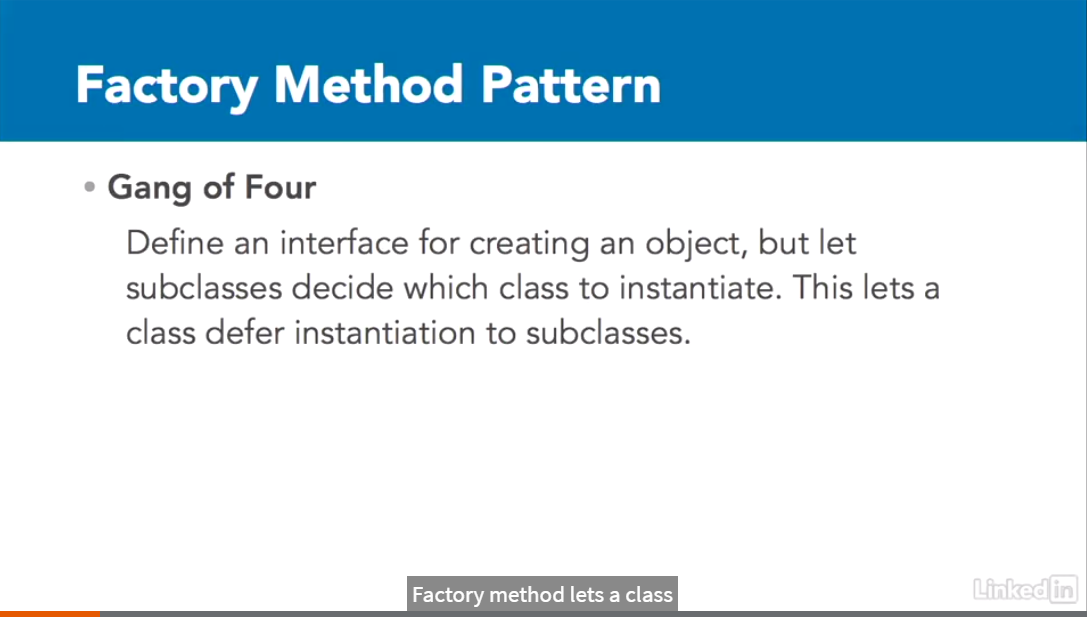 Factory Method Pattern
• Gang of Four
Define an interface for creating an object, but let
subclasses decide which class to instantiate. This lets a
class defer instantiation to subclasses.
Factory method lets a class
LinkedIn